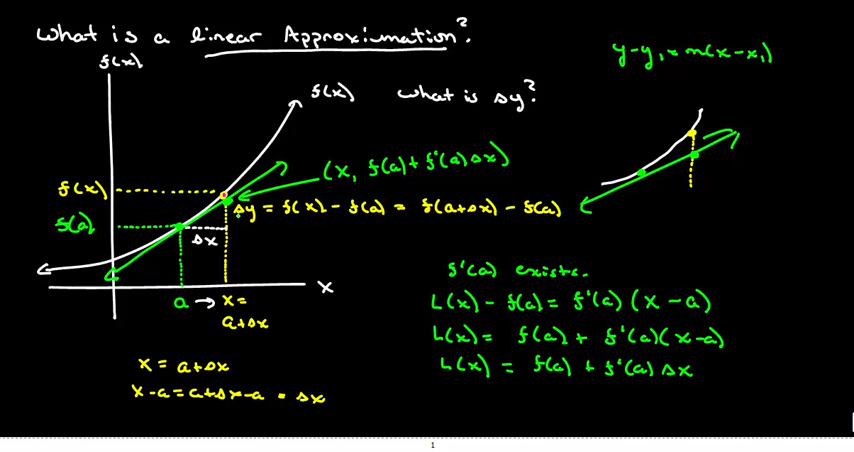 What is a linear Approximation?
y-y₁ = m(x-x₁)
f(x)
f(x)
What is Δy?
(x, f(a) + f'(a) Δx)
f(x)
Δy = f(x) - f(a) = f(a+Δx) - f(a)
f(a)
Δx
x
a → x =
a+Δx
f'(a) exists.
L(x) - f(a) = f'(a) (x - a)
L(x) = f(a) + f'(a)(x-a)
L(x) = f(a) + f'(a) Δx
x = a+Δx
x-a = a+Δx-a = Δx
1